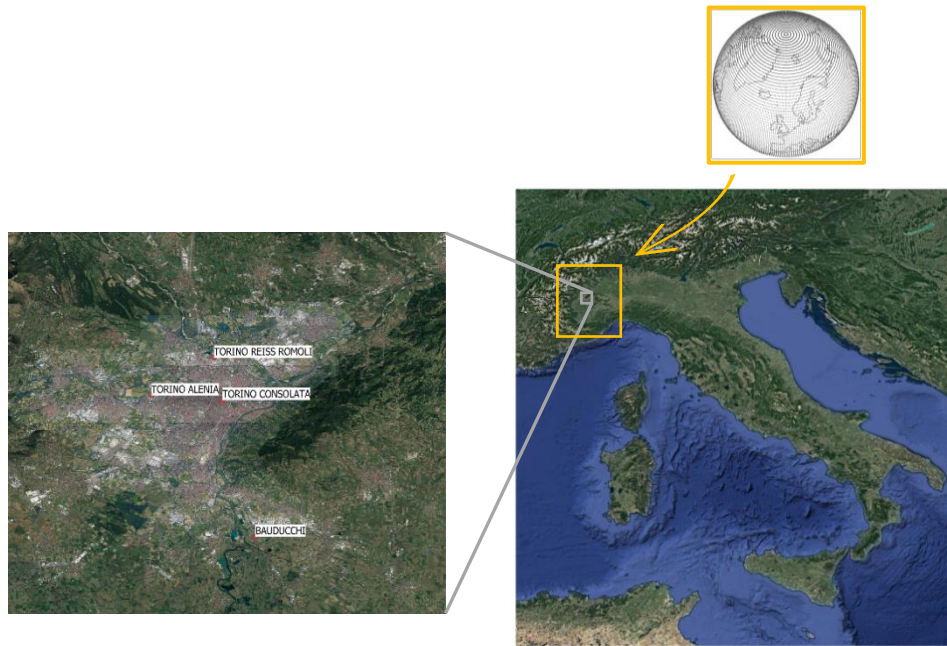 TORINO REISS ROMOLI
TORINO ALENIA
TORINO CONSOLATA
BAUDUCCHI